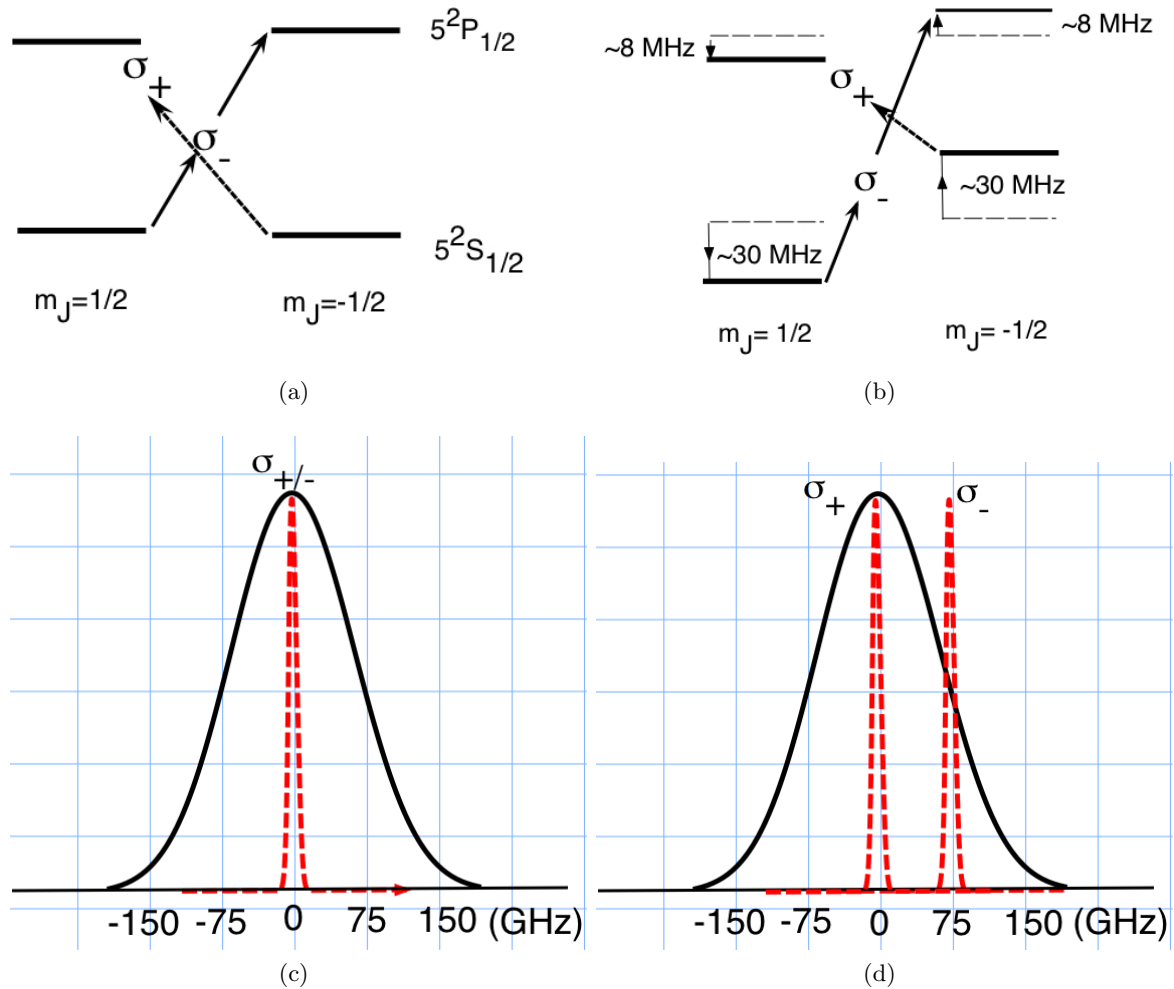 σ+
σ-
5²P1/2
5²S1/2
mJ=1/2
mJ=-1/2
(a)
~8 MHz
~8 MHz
σ+
σ-
~30 MHz
~30 MHz
mJ= 1/2
mJ= -1/2
(b)
σ+/-
-150 -75 0 75 150 (GHz)
(c)
σ+
σ-
-150 -75 0 75 150 (GHz)
(d)